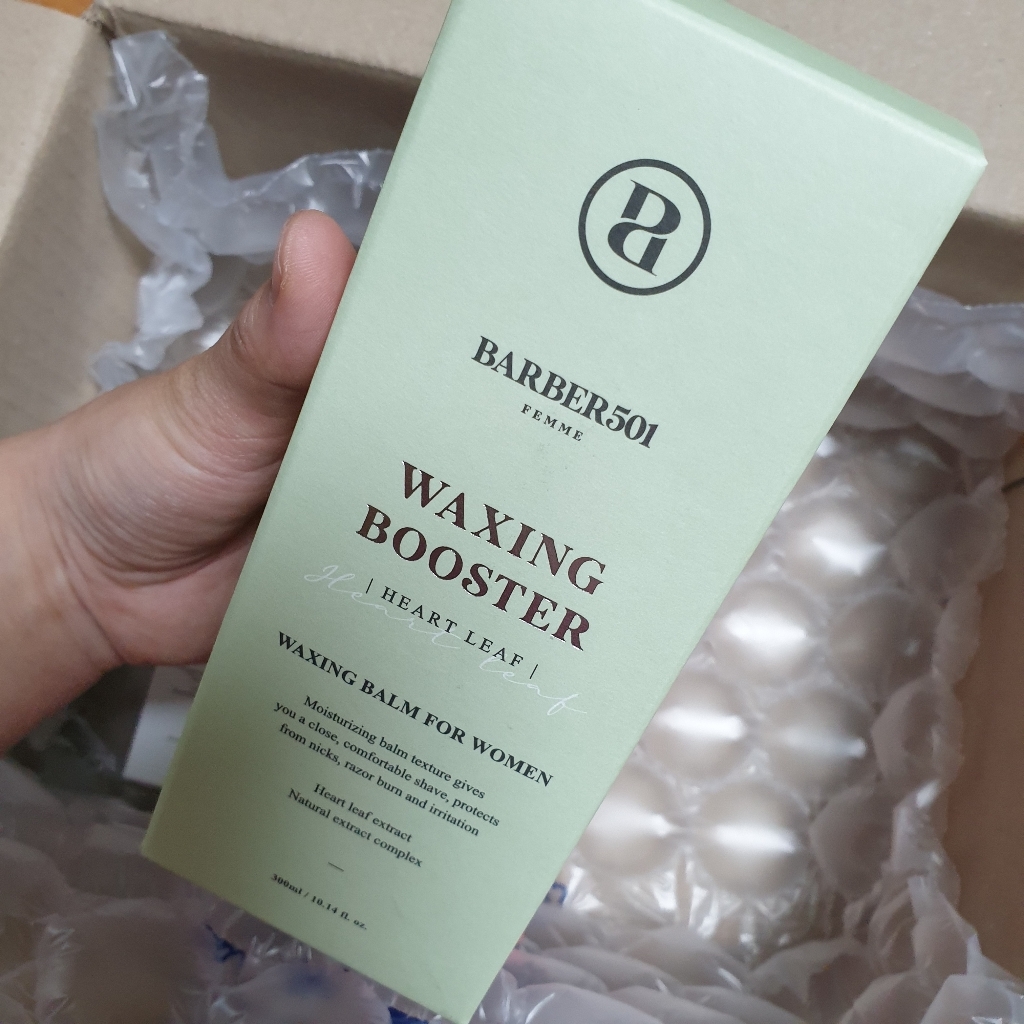 BARBER501
FEMME
WAXING
BOOSTER
| HEART LEAF |
Heart leaf
WAXING BALM FOR WOMEN
Moisturizing balm texture gives
you a close, comfortable shave, protects
from nicks, razor burn and irritation
Heart leaf extract
Natural extract complex
300ml / 10.14 fl. oz.